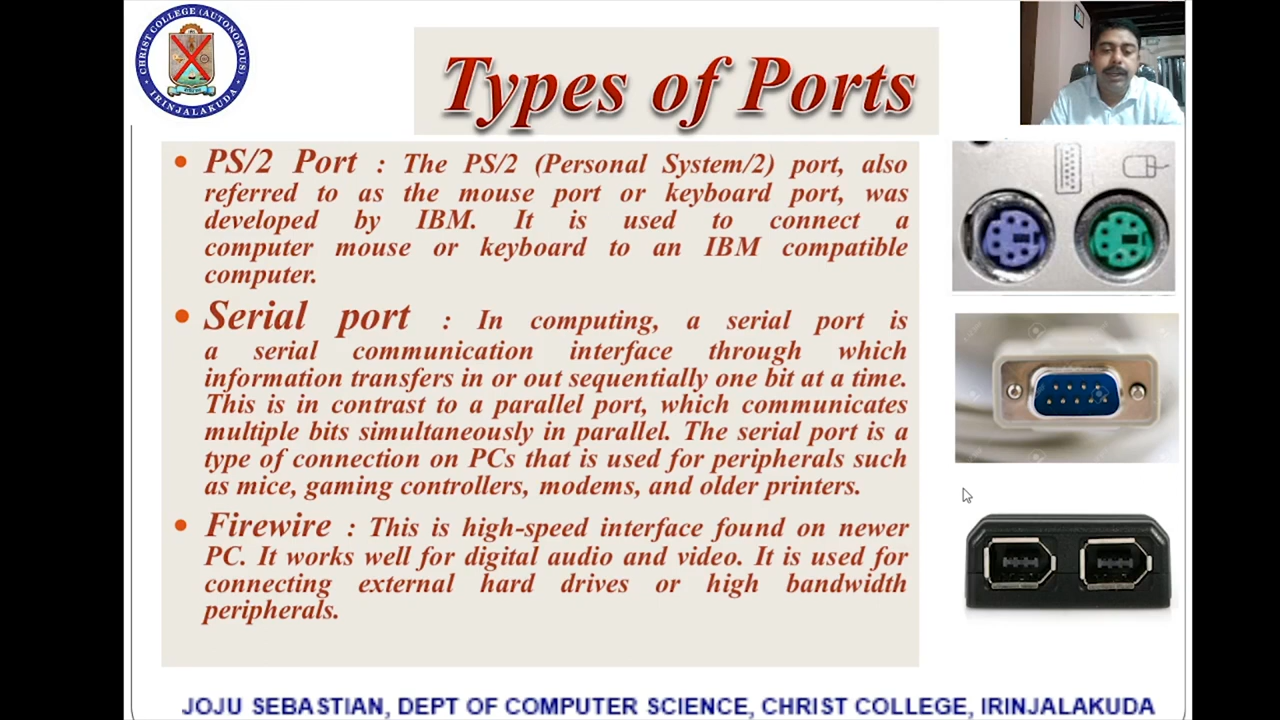 CHRIST COLLEGE (AUTONOMOUS)
IRINJALAKUDA
Types of Ports
• PS/2 Port : The PS/2 (Personal System/2) port, also
referred to as the mouse port or keyboard port, was
developed by IBM. It is used to connect a
computer mouse or keyboard to an IBM compatible
computer.
• Serial port : In computing, a serial port is
a serial communication interface through which
information transfers in or out sequentially one bit at a time.
This is in contrast to a parallel port, which communicates
multiple bits simultaneously in parallel. The serial port is a
type of connection on PCs that is used for peripherals such
as mice, gaming controllers, modems, and older printers.
• Firewire : This is high-speed interface found on newer
PC. It works well for digital audio and video. It is used for
connecting external hard drives or high bandwidth
peripherals.
JOJU SEBASTIAN, DEPT OF COMPUTER SCIENCE, CHRIST COLLEGE, IRINJALAKUDA